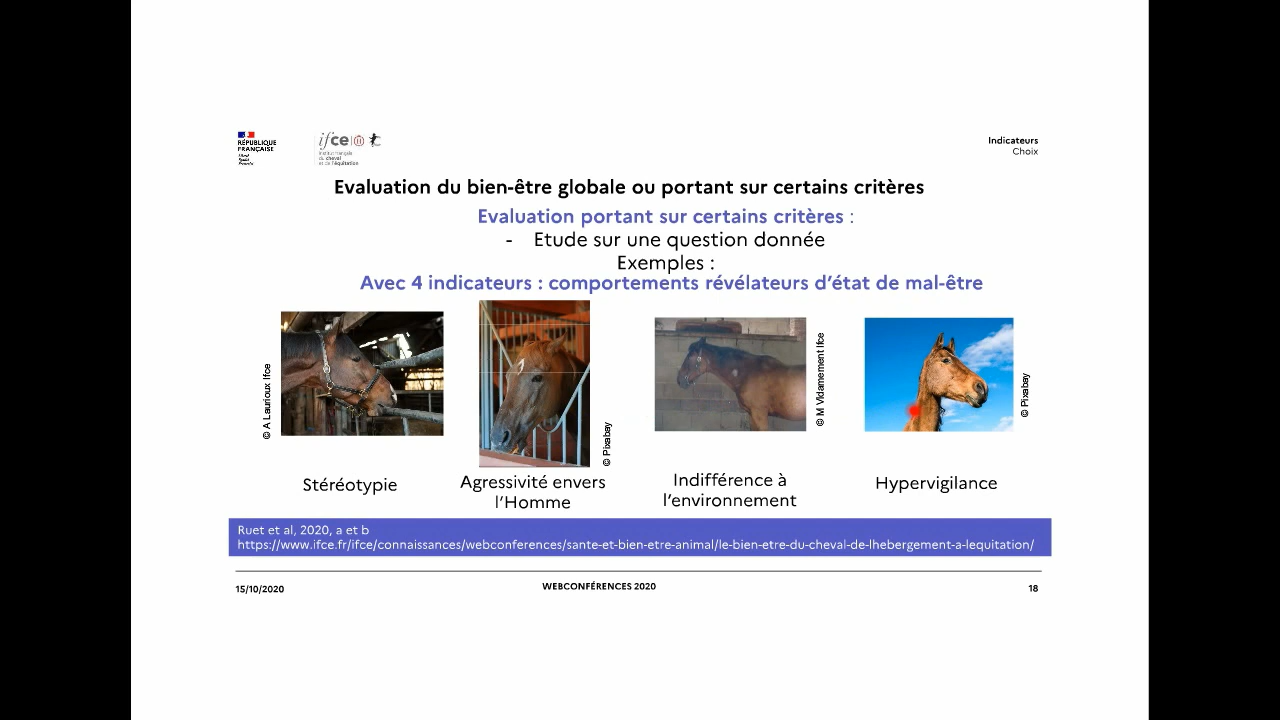 RÉPUBLIQUE
FRANÇAISE
Liberté
Égalité
Fraternité
ifce
institut français
du cheval
et de l'équitation
Indicateurs
Choix
Evaluation du bien-être globale ou portant sur certains critères
Evaluation portant sur certains critères :
- Etude sur une question donnée
Exemples :
Avec 4 indicateurs : comportements révélateurs d'état de mal-être
© A Laurioux Ifce
© Pixabay
© M Vidamement Ifce
© Pixabay
Stéréotypie
Agressivité envers
l'Homme
Indifférence à
l'environnement
Hypervigilance
Ruet et al, 2020, a et b
https://www.ifce.fr/ifce/connaissances/webconferences/sante-et-bien-etre-animal/le-bien-etre-du-cheval-de-lhebergement-a-lequitation/
15/10/2020
WEBCONFÉRENCES 2020
18